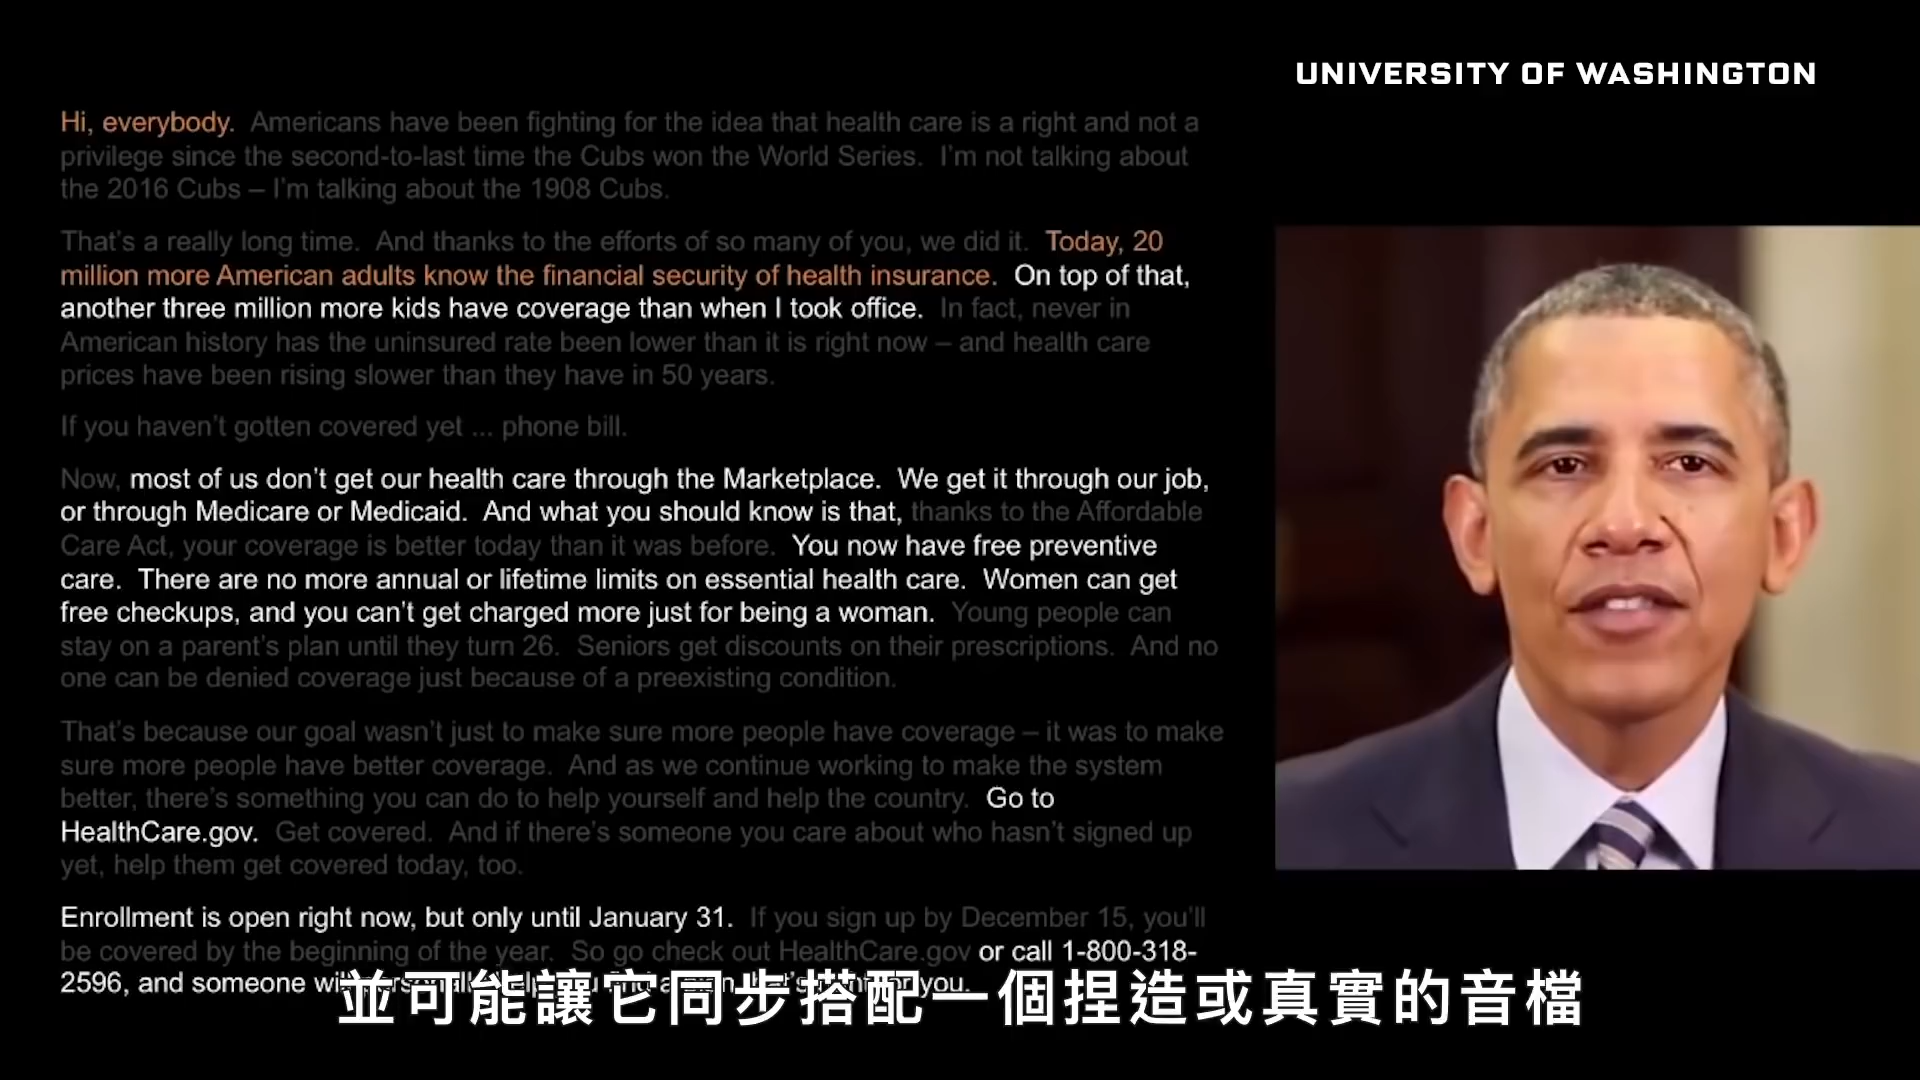 UNIVERSITY OF WASHINGTON
Hi, everybody. Americans have been fighting for the idea that health care is a right and not a
privilege since the second-to-last time the Cubs won the World Series. I'm not talking about
the 2016 Cubs – I'm talking about the 1908 Cubs.
That's a really long time. And thanks to the efforts of so many of you, we did it. Today, 20
million more American adults know the financial security of health insurance. On top of that,
another three million more kids have coverage than when I took office. In fact, never in
American history has the uninsured rate been lower than it is right now – and health care
prices have been rising slower than they have in 50 years.
If you haven't gotten covered yet ... phone bill.
Now, most of us don't get our health care through the Marketplace. We get it through our job,
or through Medicare or Medicaid. And what you should know is that, thanks to the Affordable
Care Act, your coverage is better today than it was before. You now have free preventive
care. There are no more annual or lifetime limits on essential health care. Women can get
free checkups, and you can't get charged more just for being a woman. Young people can
stay on a parent's plan until they turn 26. Seniors get discounts on their prescriptions. And no
one can be denied coverage just because of a preexisting condition.
That's because our goal wasn't just to make sure more people have coverage – it was to make
sure more people have better coverage. And as we continue working to make the system
better, there's something you can do to help yourself and help the country. Go to
HealthCare.gov. Get covered. And if there's someone you care about who hasn't signed up
yet, help them get covered today, too.
Enrollment is open right now, but only until January 31. If you sign up by December 15, you'll
be covered by the beginning of the year. So go check out HealthCare.gov or call 1-800-318-
2596, and someone you.
並可能讓它同步搭配一個捏造或真實的音檔